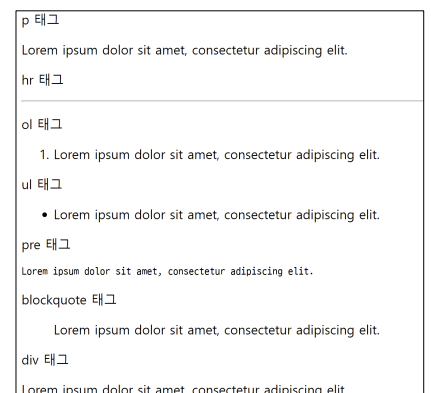 p 태그
Lorem ipsum dolor sit amet, consectetur adipiscing elit.
hr 태그
ol 태그
1. Lorem ipsum dolor sit amet, consectetur adipiscing elit.
ul 태그
• Lorem ipsum dolor sit amet, consectetur adipiscing elit.
pre 태그
Lorem ipsum dolor sit amet, consectetur adipiscing elit.
blockquote 태그
Lorem ipsum dolor sit amet, consectetur adipiscing elit.
div 태그
Lorem ipsum dolor sit amet, consectetur adipiscing elit.